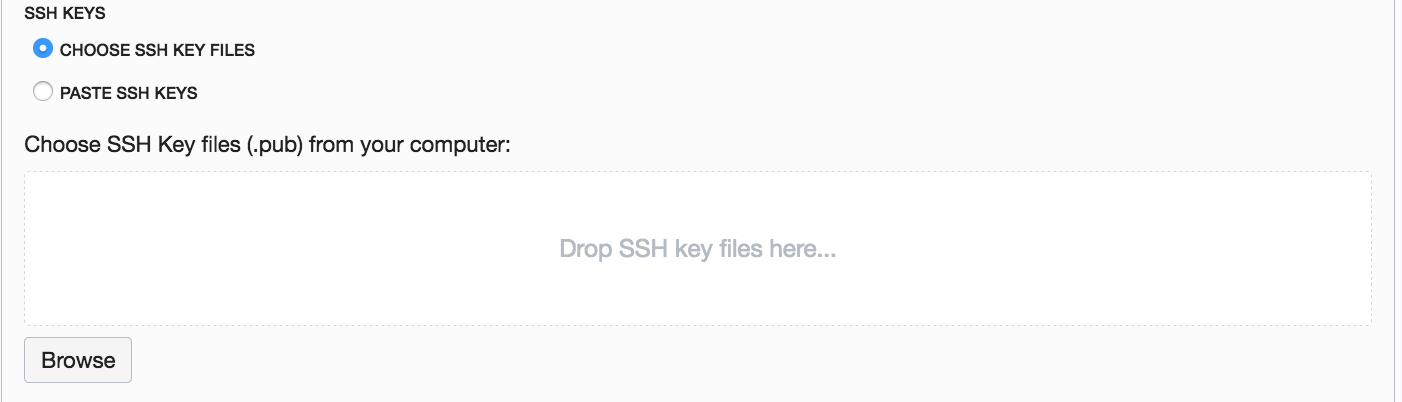 SSH KEYS
CHOOSE SSH KEY FILES
PASTE SSH KEYS
Choose SSH Key files (.pub) from your computer:
Drop SSH key files here...
Browse